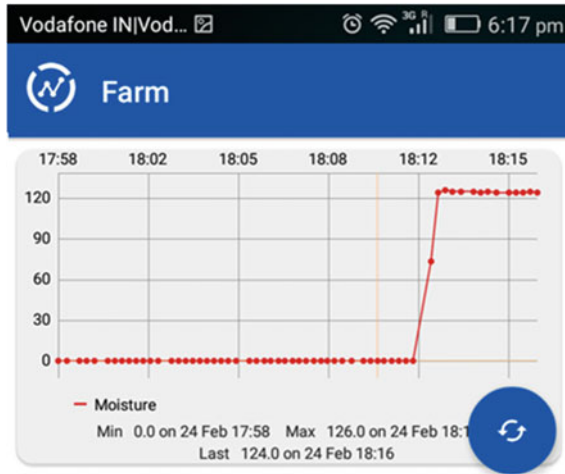 Vodafone IN|Vod... 3G R 6:17 pm
Farm
17:58 18:02 18:05 18:08 18:12 18:15
120
90
60
30
0
Moisture
Min 0.0 on 24 Feb 17:58 Max 126.0 on 24 Feb
Last 124.0 on 24 Feb 18:16